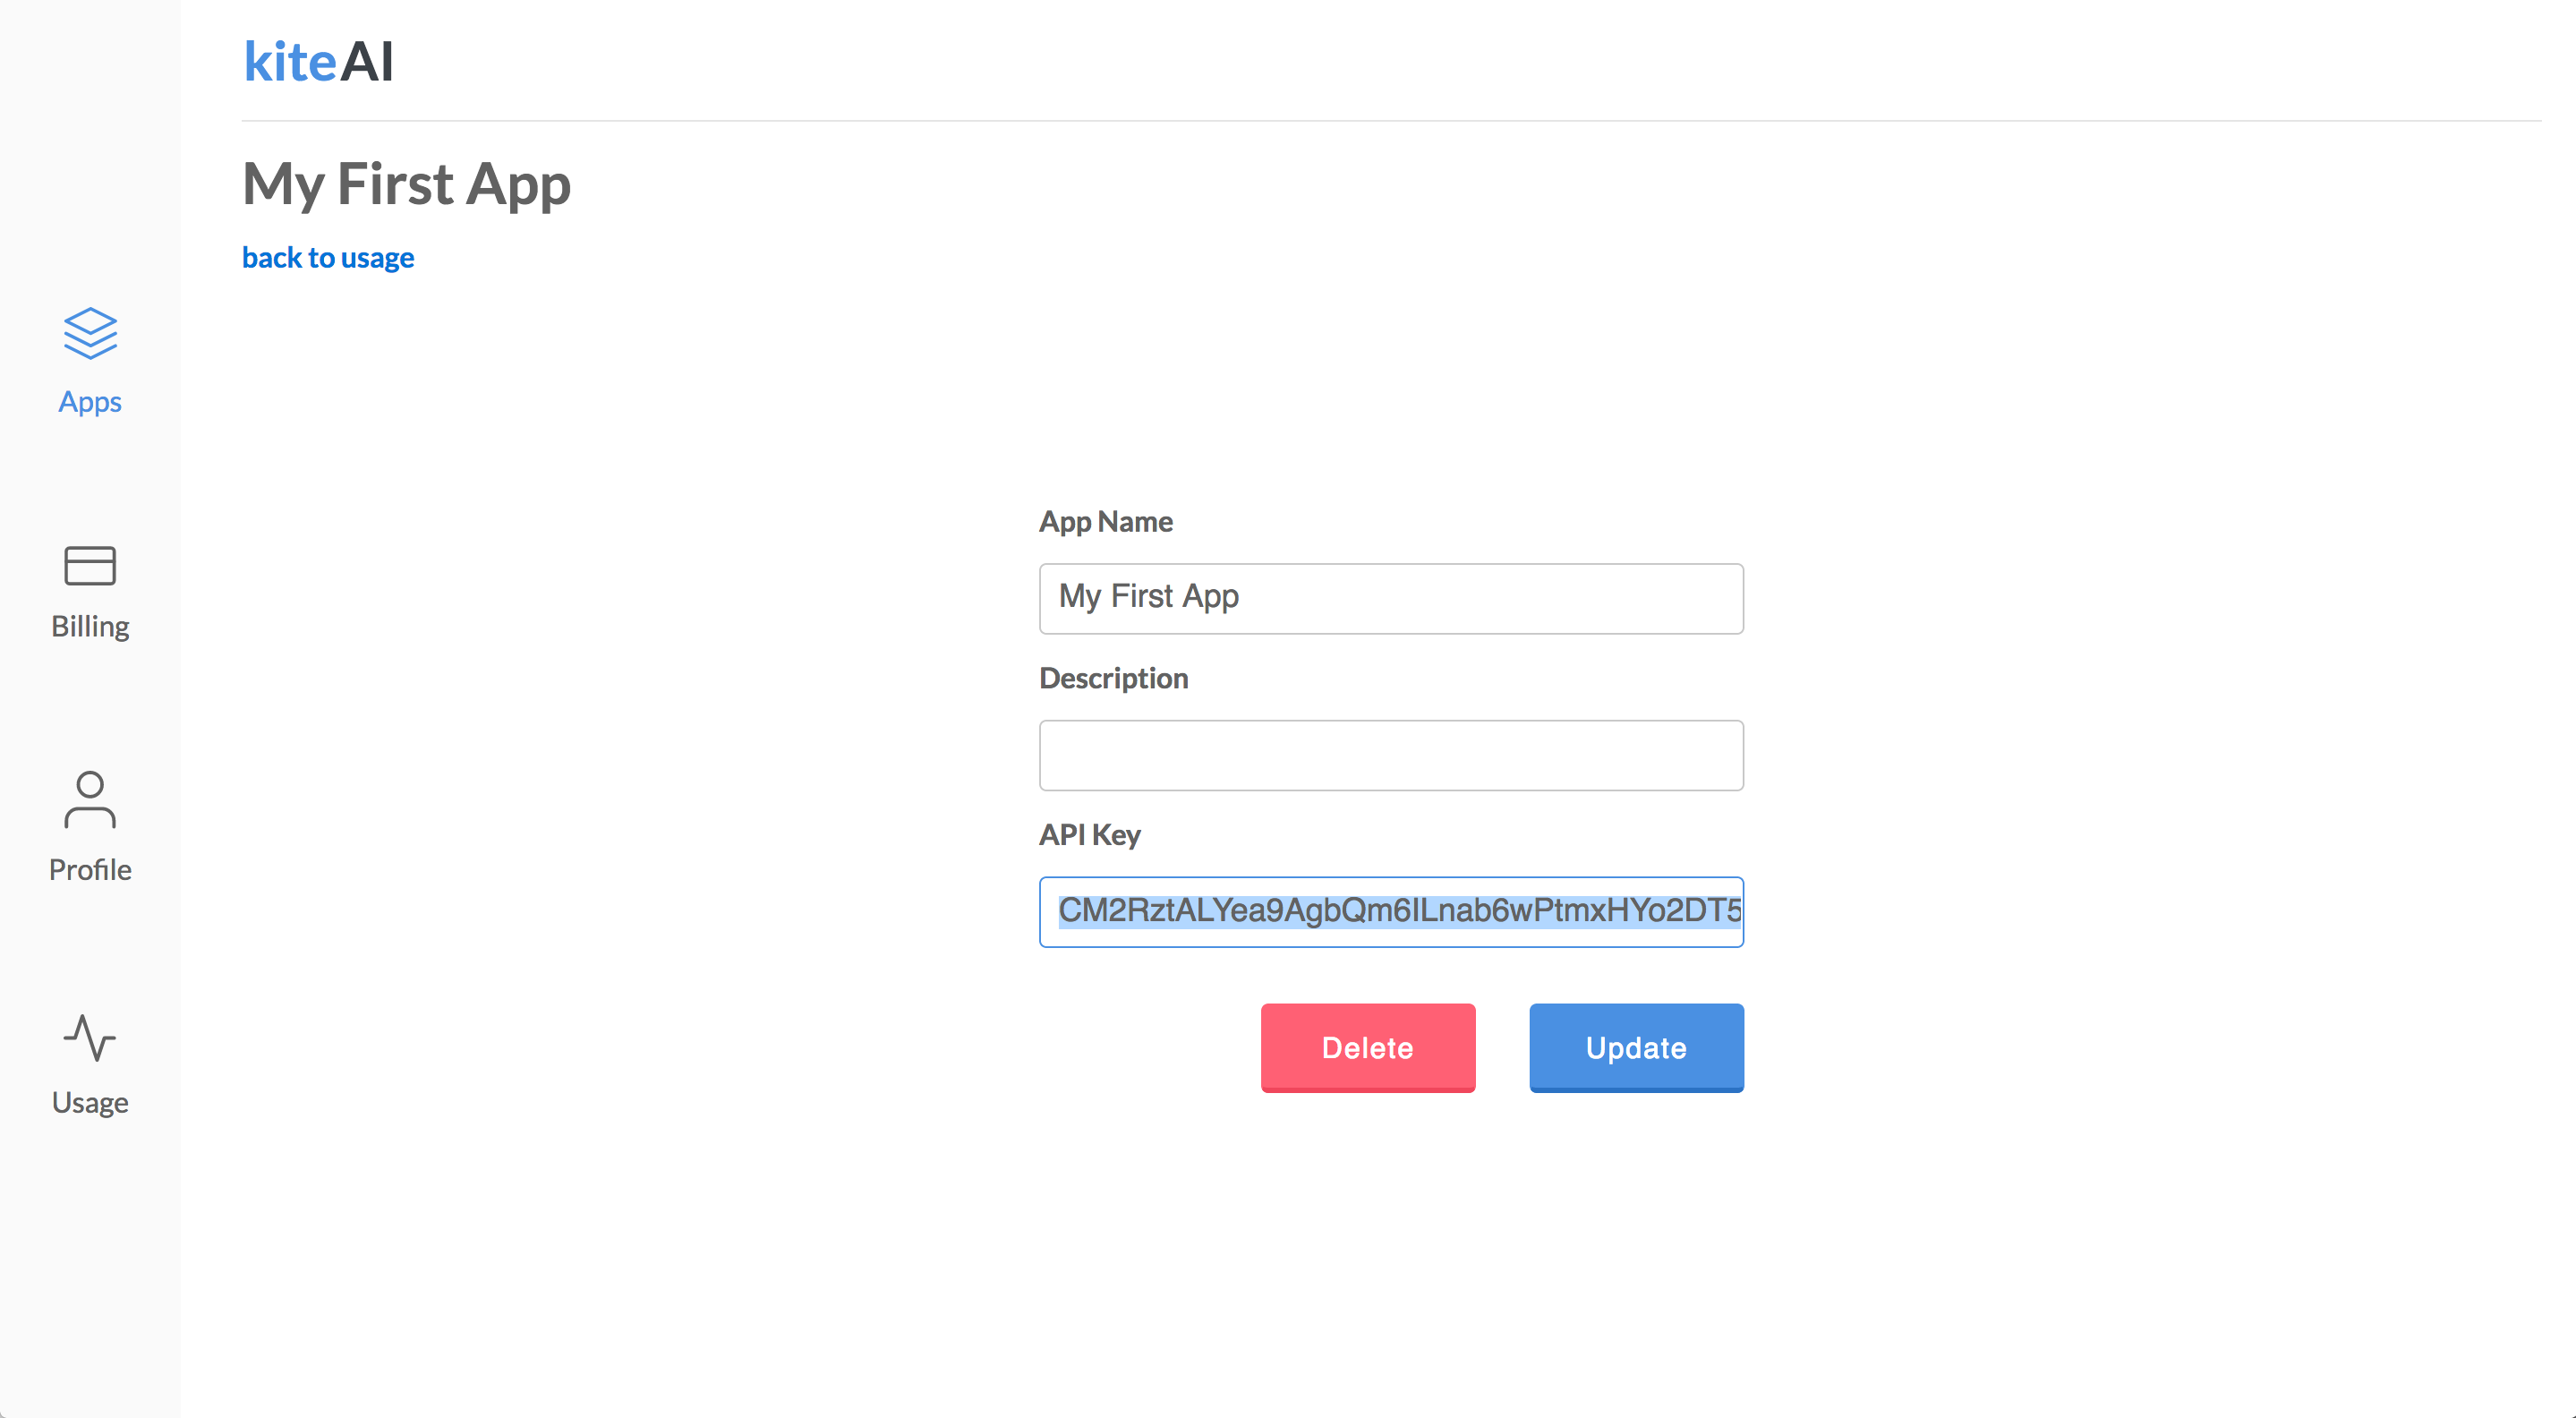 kiteAI
My First App
back to usage
Apps
Billing
Profile
Usage
App Name
My First App
Description
API Key
CM2RztALYea9AgbQm6ILnab6wPtmxHYo2DT5
Delete
Update